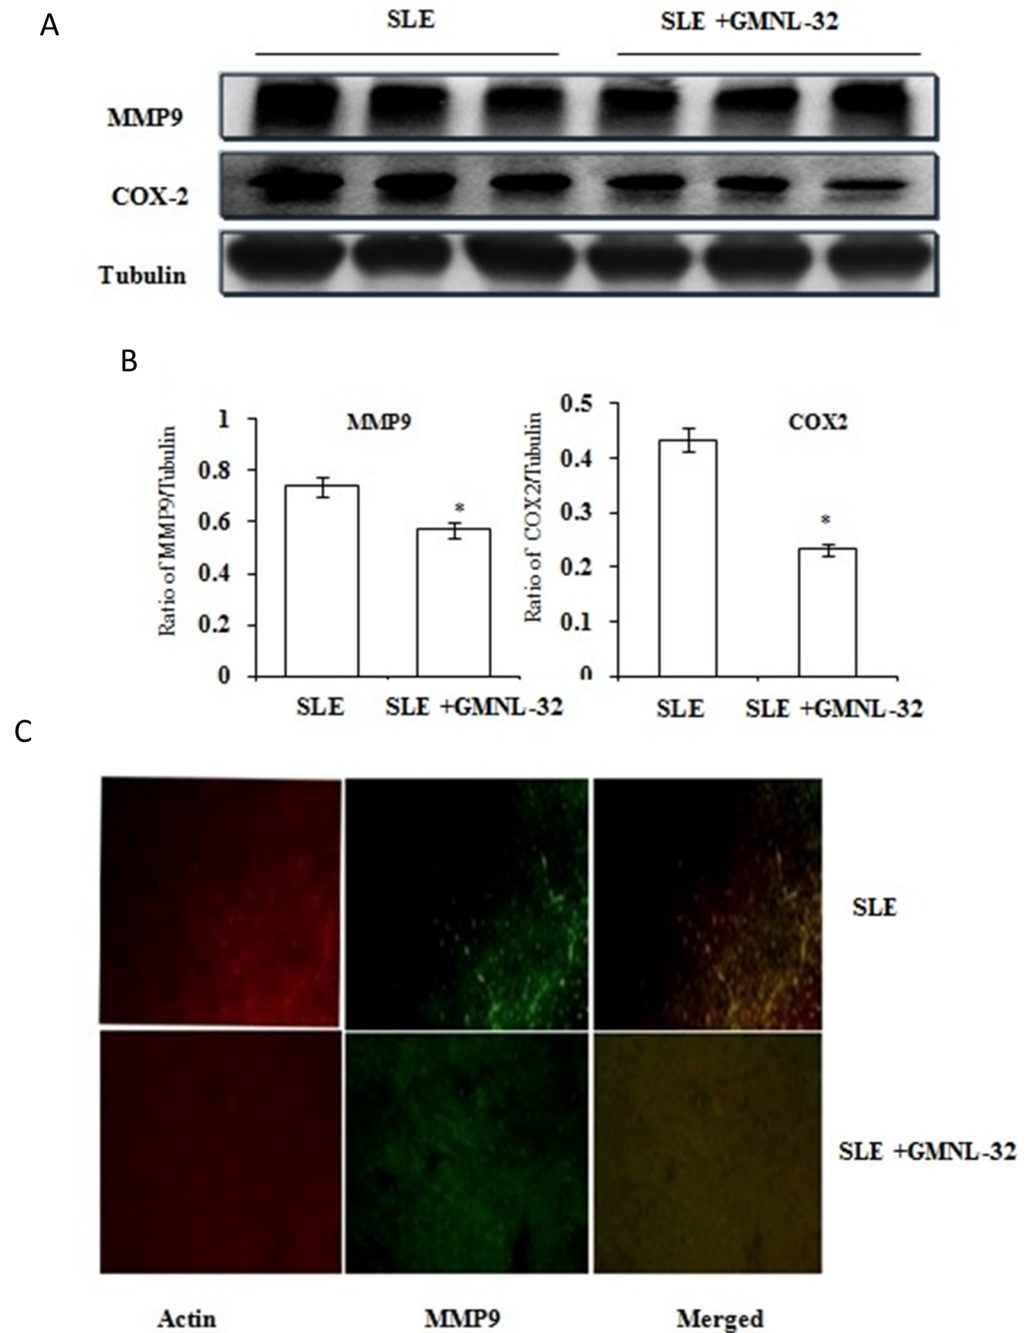 A
SLE
SLE +GMNL-32
MMP9
COX-2
Tubulin
B
MMP9
Ratio of MMP9/Tubulin
1
0.8
0.6
0.4
0.2
0
*
SLE
SLE +GMNL-32
COX2
Ratio of COX2/Tubulin
0.5
0.4
0.3
0.2
0.1
0
*
SLE
SLE +GMNL-32
C
SLE
SLE +GMNL-32
Actin
MMP9
Merged